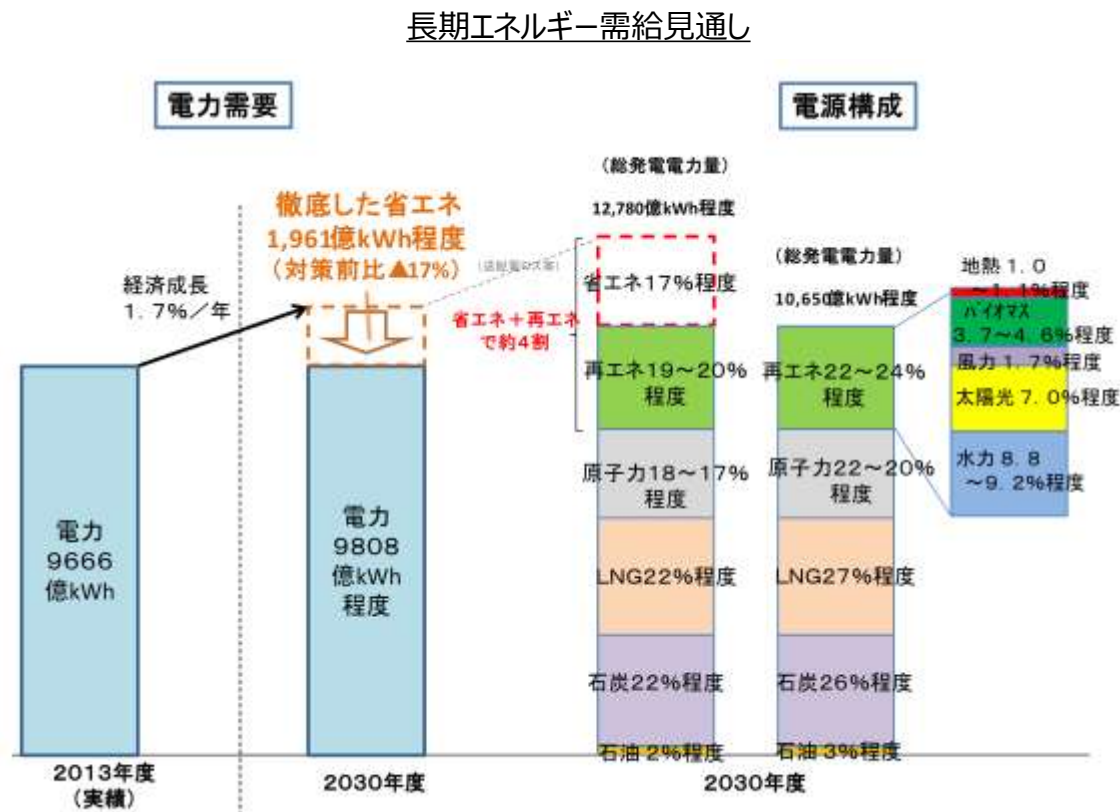 長期エネルギー需給見通し
電力需要
電源構成
(総発電電力量)
12,780億kWh程度
徹底した省エネ
1,961億kWh程度
(対策前比▲17%)
(送配電ロス等)
経済成長
1.7%/年
省エネ17%程度
省エネ+再エネ
で約4割
(総発電電力量)
10,650億kWh程度
地熱1.0
~1.1%程度
バイオマス
3.7~4.6%程度
風力1.7%程度
太陽光7.0%程度
水力8.8
~9.2%程度
再エネ19~20%
程度
再エネ22~24%
程度
原子力18~17%
程度
原子力22~20%
程度
電力
9666
億kWh
電力
9808
億kWh
程度
LNG22%程度
LNG27%程度
石炭22%程度
石炭26%程度
石油2%程度
石油3%程度
2013年度
(実績)
2030年度
2030年度